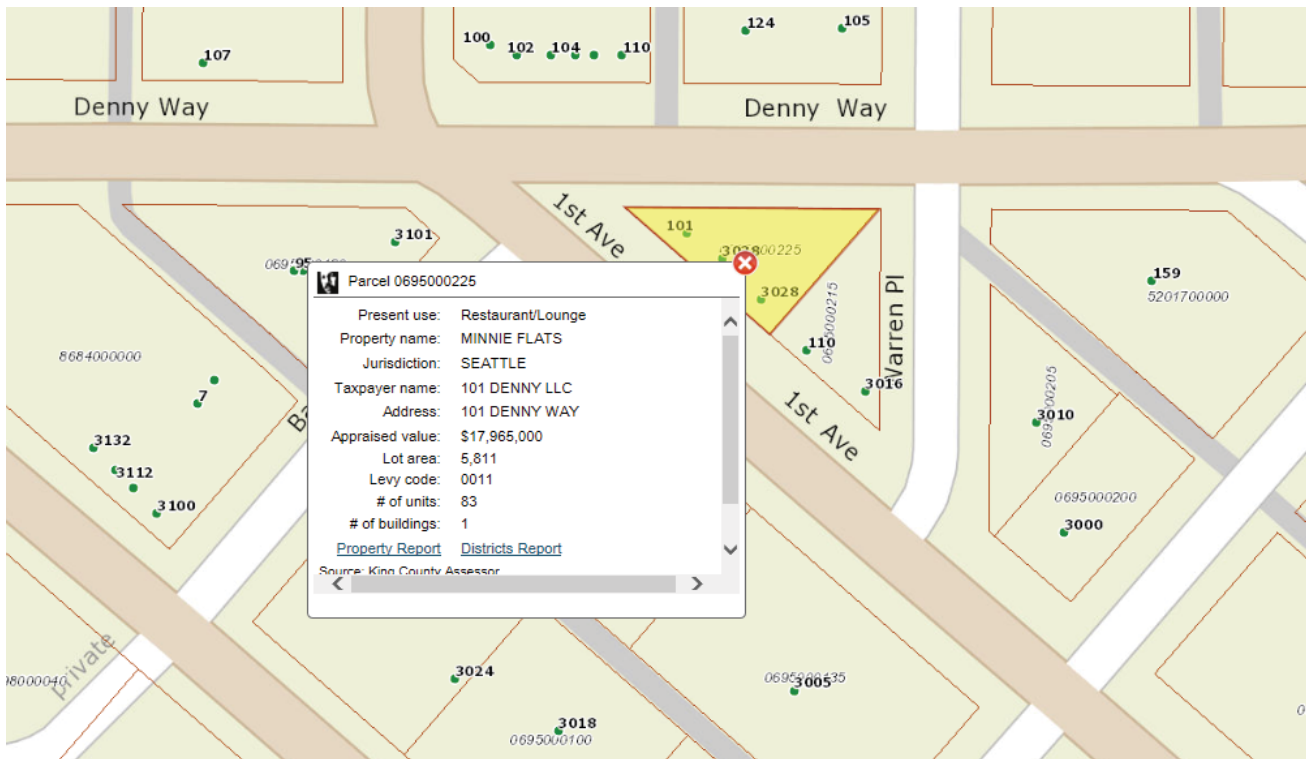 107
100
102
104
110
124
105
Denny Way
Denny Way
1st Ave
101
3028
3028
3101
95
110
0695000215
Warren Pl
3016
1st Ave
159
5201700000
0695000205
3010
0695000200
3000
8684000000
7
3132
3112
3100
Parcel 0695000225
Present use: Restaurant/Lounge
Property name: MINNIE FLATS
Jurisdiction: SEATTLE
Taxpayer name: 101 DENNY LLC
Address: 101 DENNY WAY
Appraised value: $17,965,000
Lot area: 5,811
Levy code: 0011
# of units: 83
# of buildings: 1
Property Report Districts Report
Source: King County Assessor
private
3024
3018
0695000100
3005